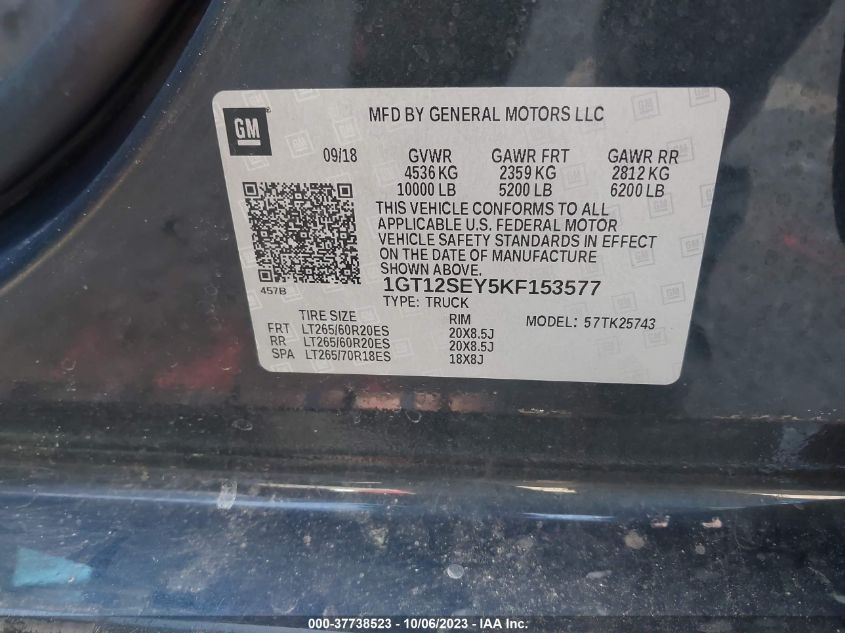 GM
MFD BY GENERAL MOTORS LLC
09/18 GVWR GAWR FRT GAWR RR
4536 KG 2359 KG 2812 KG
10000 LB 5200 LB 6200 LB
THIS VEHICLE CONFORMS TO ALL
APPLICABLE U.S. FEDERAL MOTOR
VEHICLE SAFETY STANDARDS IN EFFECT
ON THE DATE OF MANUFACTURE
SHOWN ABOVE.
457B
1GT12SEY5KF153577
TYPE: TRUCK
TIRE SIZE RIM MODEL: 57TK25743
FRT LT265/60R20ES 20X8.5J
RR LT265/60R20ES 20X8.5J
SPA LT265/70R18ES 18X8J
000-37738523 - 10/06/2023 - IAA Inc.